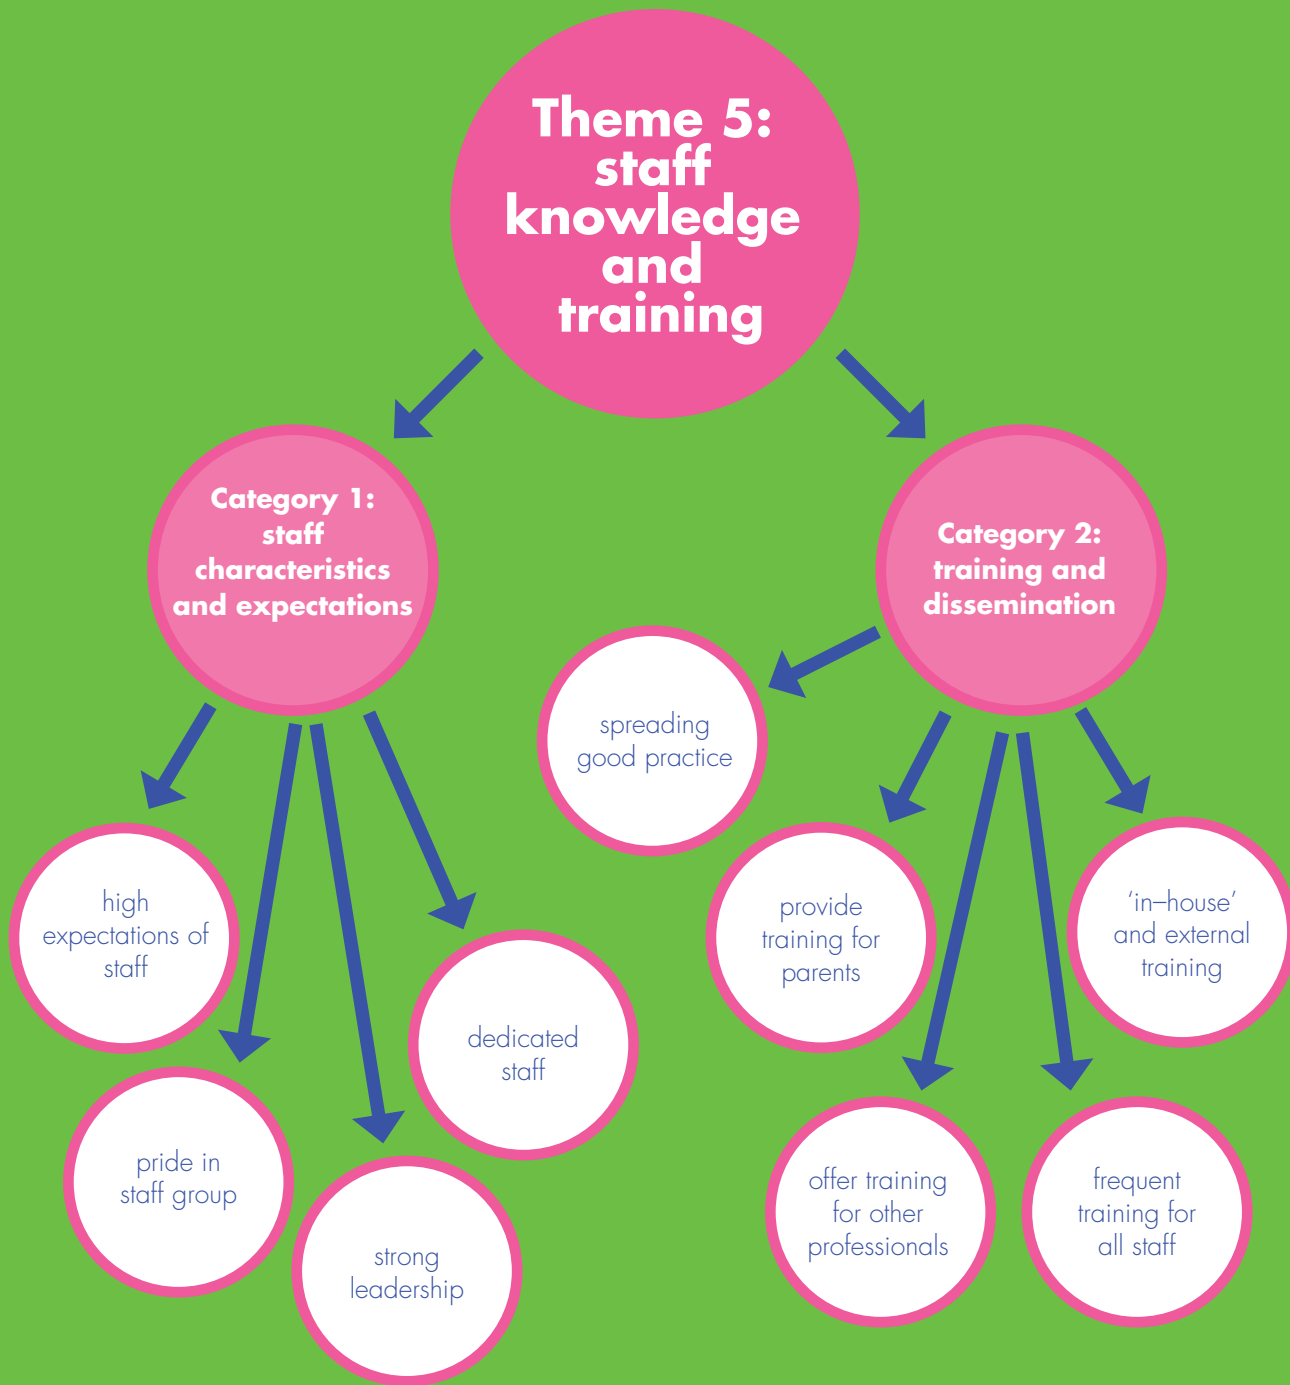 Theme 5:
staff
knowledge
and
training
Category 1:
staff
characteristics
and expectations
Category 2:
training and
dissemination
spreading
good practice
high
expectations of
staff
provide
training for
parents
‘in–house’
and external
training
dedicated
staff
pride in
staff group
offer training
for other
professionals
frequent
training for
all staff
strong
leadership